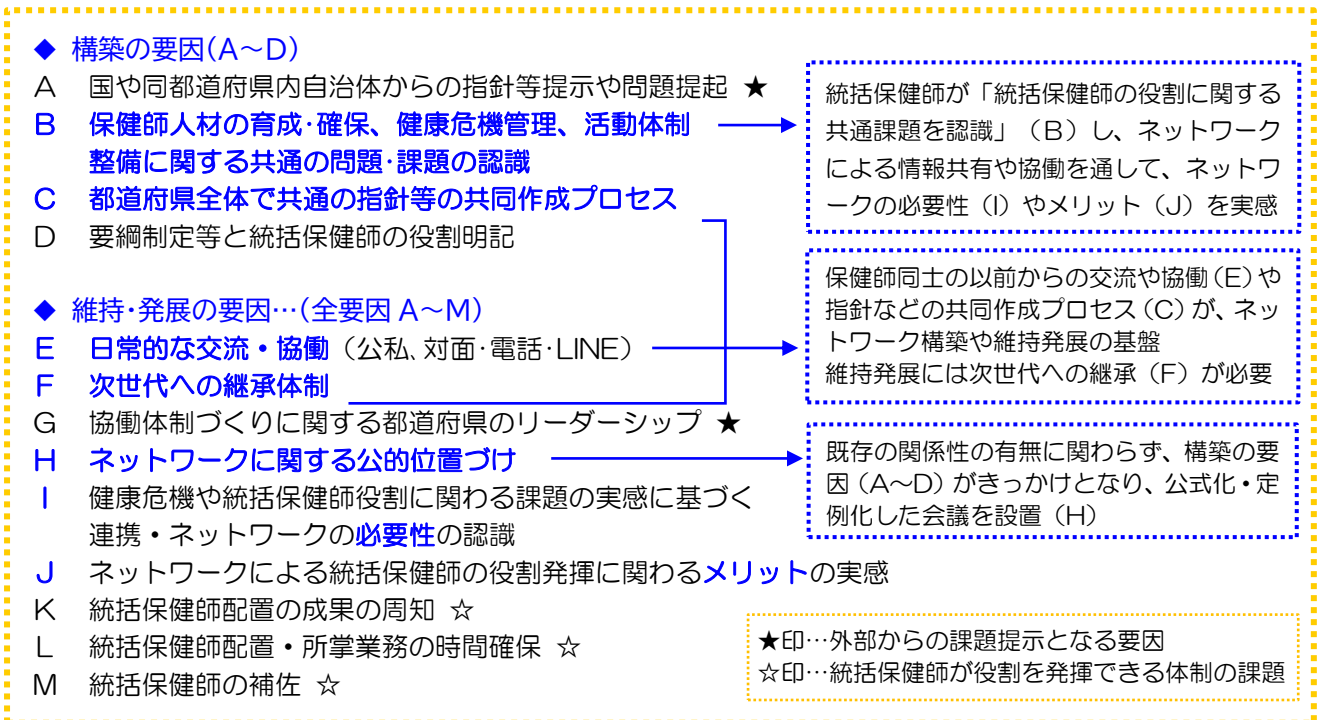 ◆ 構築の要因(A～D)
A 国や同都道府県内自治体からの指針等提示や問題提起 ★
B 保健師人材の育成･確保、健康危機管理、活動体制
整備に関する共通の問題･課題の認識
C 都道府県全体で共通の指針等の共同作成プロセス
D 要綱制定等と統括保健師の役割明記
◆ 維持･発展の要因…(全要因 A～M)
E 日常的な交流・協働（公私、対面･電話･LINE）
F 次世代への継承体制
G 協働体制づくりに関する都道府県のリーダーシップ ★
H ネットワークに関する公的位置づけ
I 健康危機や統括保健師役割に関わる課題の実感に基づく
連携・ネットワークの必要性の認識
J ネットワークによる統括保健師の役割発揮に関わるメリットの実感
K 統括保健師配置の成果の周知 ☆
L 統括保健師配置・所掌業務の時間確保 ☆
M 統括保健師の補佐 ☆
統括保健師が「統括保健師の役割に関する
共通課題を認識」（B）し、ネットワーク
による情報共有や協働を通して、ネットワ
ークの必要性（I）やメリット（J）を実感
保健師同士の以前からの交流や協働（E）や
指針などの共同作成プロセス（C）が、ネッ
トワーク構築や維持発展の基盤
維持発展には次世代への継承（F）が必要
既存の関係性の有無に関わらず、構築の要
因（A～D）がきっかけとなり、公式化・定
例化した会議を設置（H）
★印…外部からの課題提示となる要因
☆印…統括保健師が役割を発揮できる体制の課題